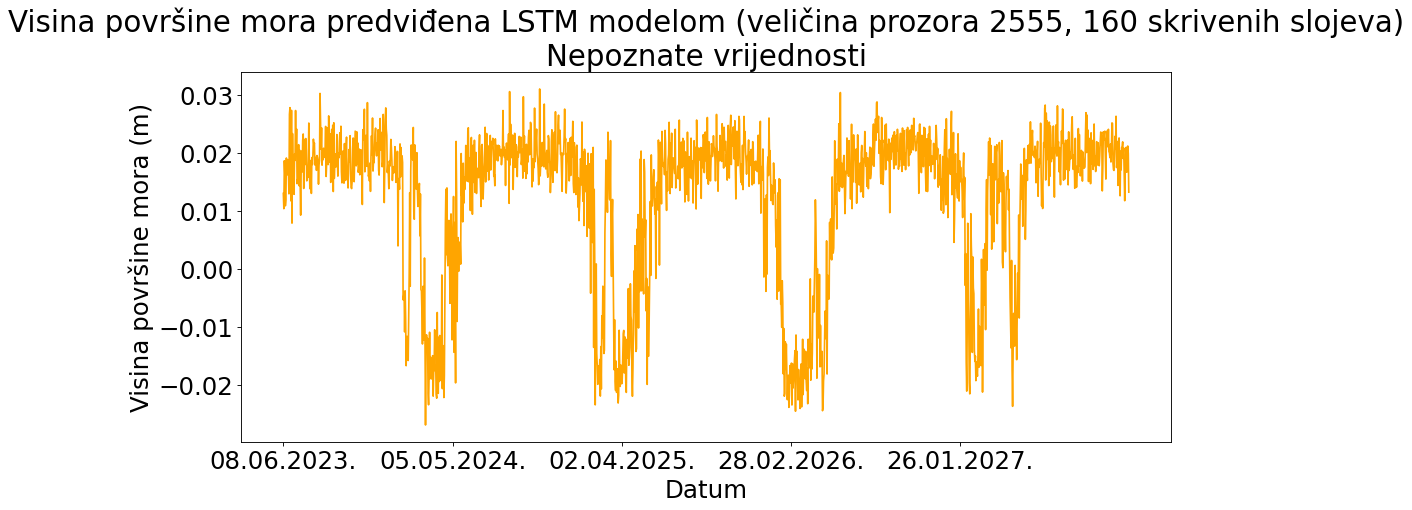 Visina površine mora predviđena LSTM modelom (veličina prozora 2555, 160 skrivenih slojeva)
Nepoznate vrijednosti
Visina površine mora (m)
0.03
0.02
0.01
0.00
−0.01
−0.02
08.06.2023. 05.05.2024. 02.04.2025. 28.02.2026. 26.01.2027.
Datum